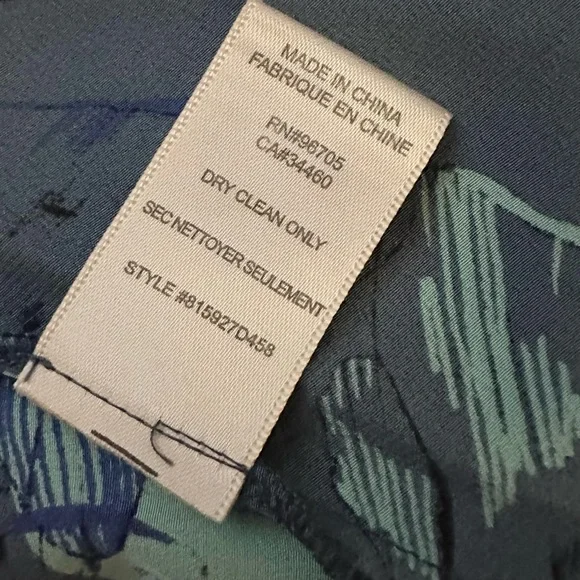 MADE IN CHINA
FABRIQUE EN CHINE
RN#96705
CA#34460
DRY CLEAN ONLY
SEC NETTOYER SEULEMENT
STYLE #815927D458